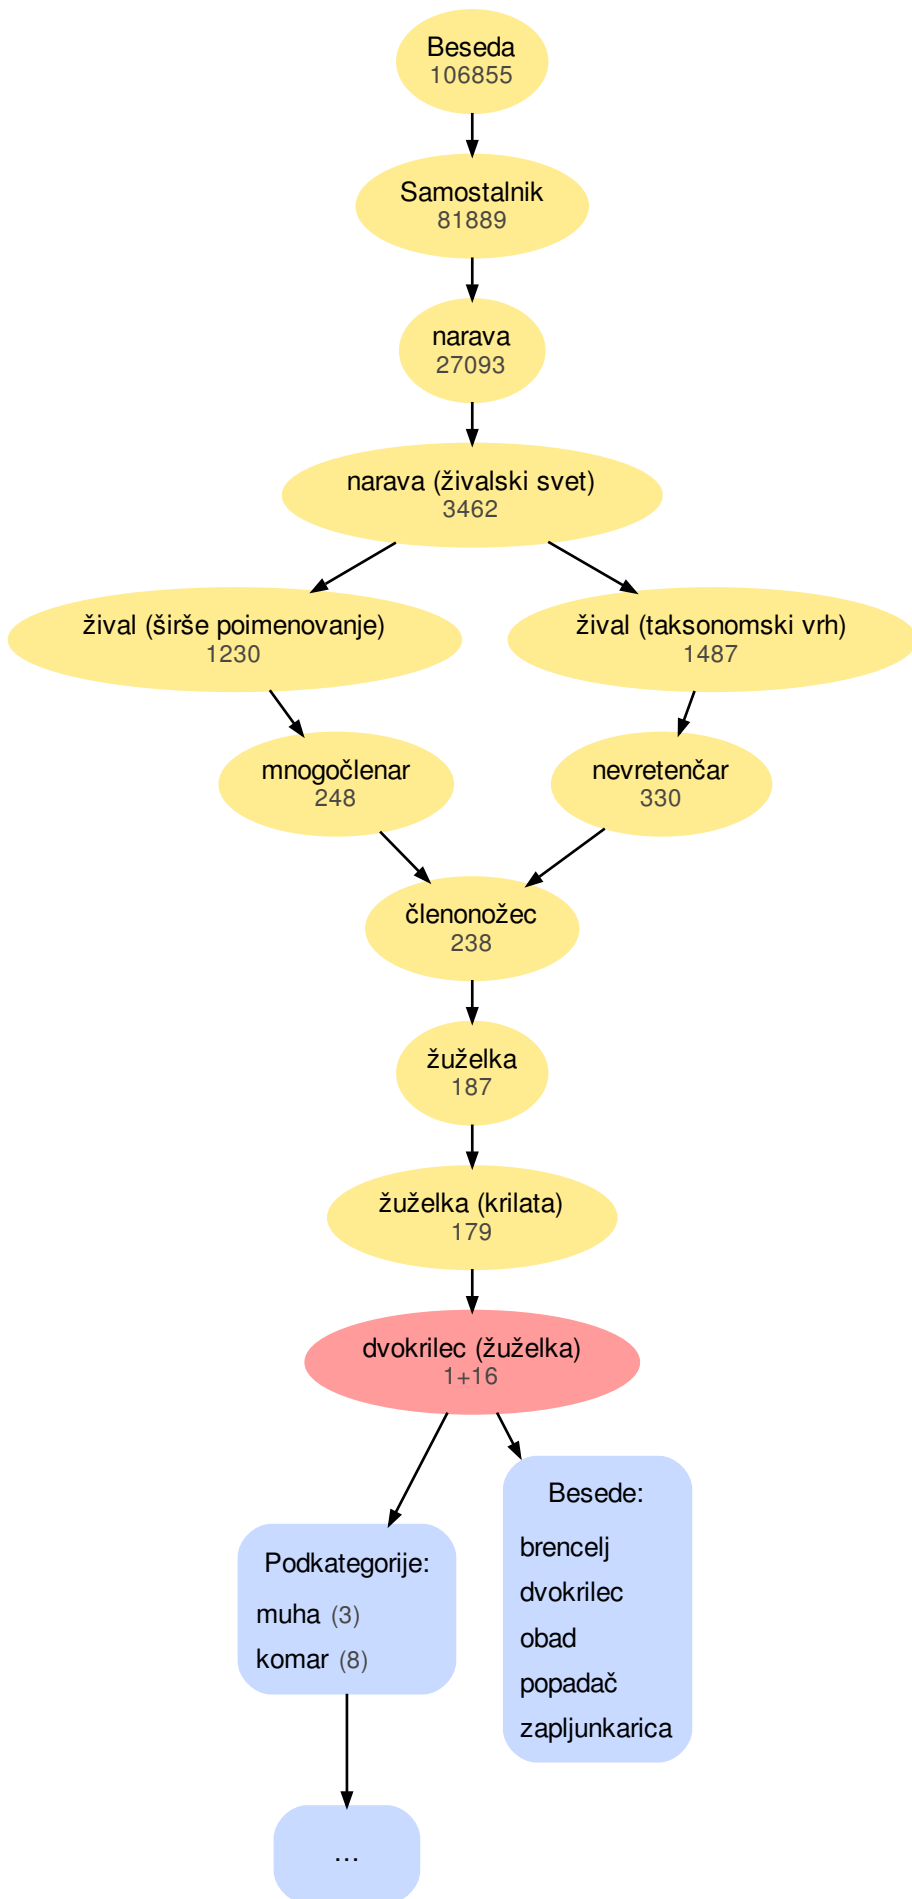 Beseda
106855
Samostalnik
81889
narava
27093
narava (živalski svet)
3462
žival (širše poimenovanje)
1230
žival (taksonomski vrh)
1487
mnogočlenar
248
nevretenčar
330
členonožec
238
žuželka
187
žuželka (krilata)
179
dvokrilec (žuželka)
1+16
Podkategorije:
muha (3)
komar (8)
Besede:
brencelj
dvokrilec
obad
popadač
zapljunkarica
...